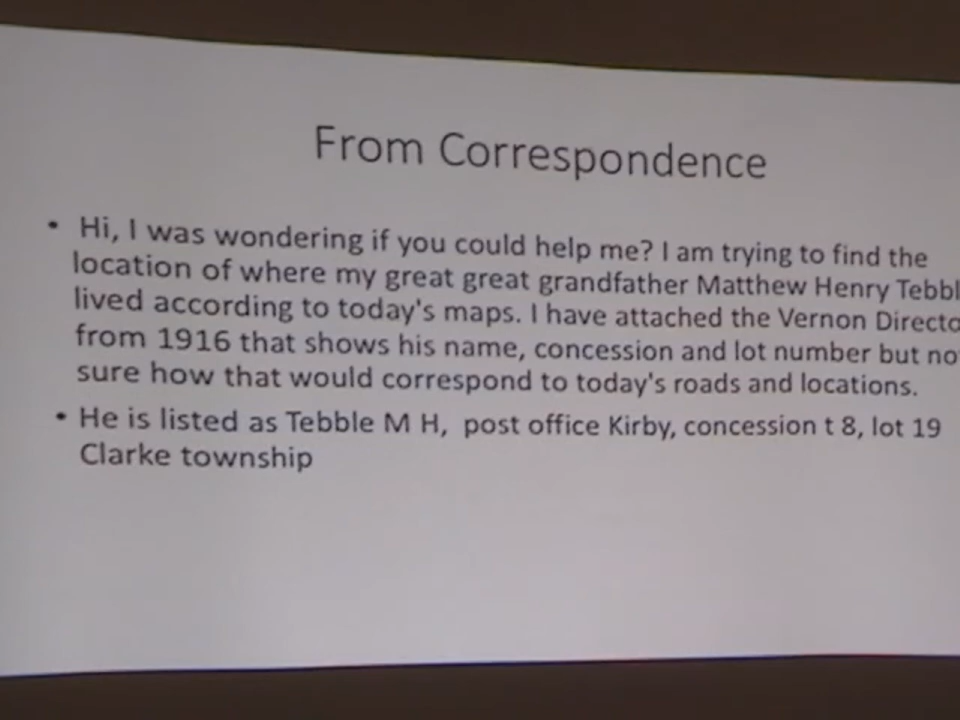 From Correspondence
• Hi, I was wondering if you could help me? I am trying to find the
location of where my great great grandfather Matthew Henry Tebbl
lived according to today's maps. I have attached the Vernon Directo
from 1916 that shows his name, concession and lot number but no
sure how that would correspond to today's roads and locations.
• He is listed as Tebble M H, post office Kirby, concession t 8, lot 19
Clarke township